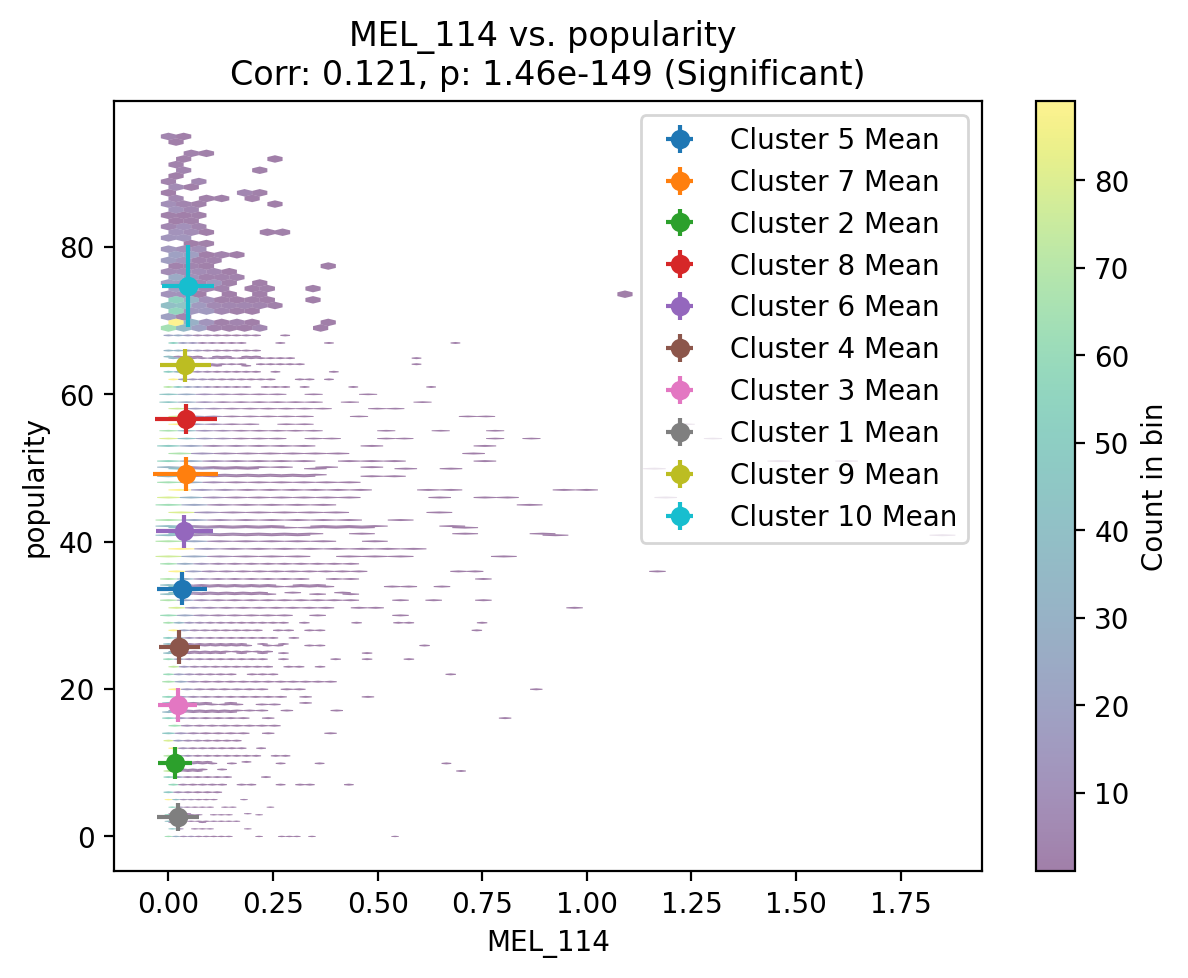 MEL_114 vs. popularity
Corr: 0.121, p: 1.46e-149 (Significant)
Cluster 5 Mean
Cluster 7 Mean
Cluster 2 Mean
Cluster 8 Mean
Cluster 6 Mean
Cluster 4 Mean
Cluster 3 Mean
Cluster 1 Mean
Cluster 9 Mean
Cluster 10 Mean
popularity
80
60
40
20
0
0.00 0.25 0.50 0.75 1.00 1.25 1.50 1.75
MEL_114
80
70
60
50
40
30
20
10
Count in bin